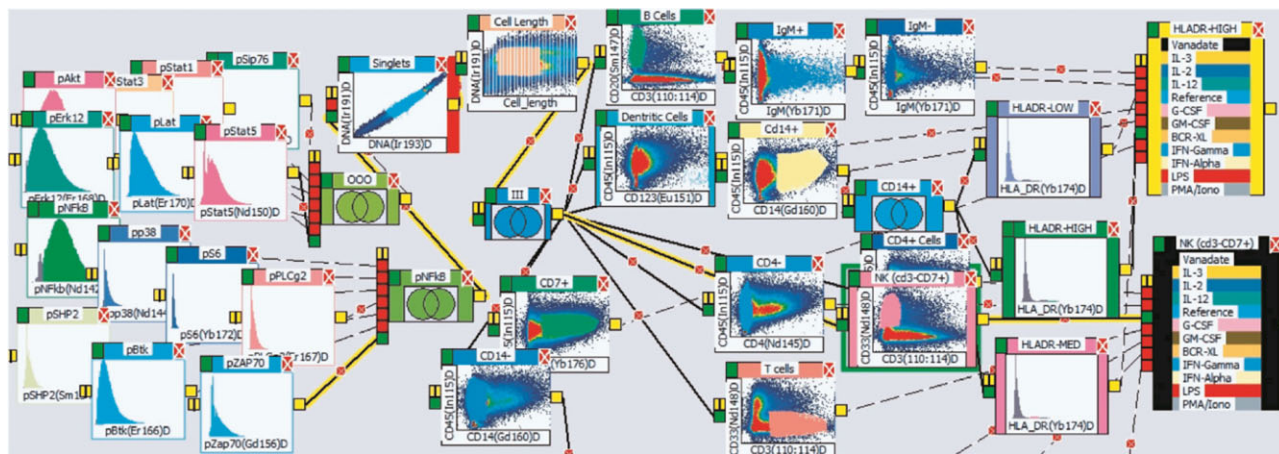 pAkt
Stat3
pStat1
pSlp76
pErk12
pErk12(Er168)D
pLat
pLat(Er170)D
pStat5
pStat5(Nd150)D
pNFkB
pNFkb(Nd142
pp38
pp38(Nd144
pS6
pS6(Yb172)D
pPLCg2
Er167)D
pSHP2
pSHP2(Sm1
pBtk
pBtk(Er166)D
pZAP70
pZap70(Gd156)D
OOO
pNFkB
Singlets
DNA(Ir191)D
DNA(Ir193)D
Cell Length
DNA(Ir191)D
Cell_length
III
CD7+
(In115)D
(Yb176)D
CD14-
CD45(In115)D
CD14(Gd160)D
B Cells
CD20(Sm147)D
CD3(110:114)D
IgM+
CD45(In115)D
IgM(Yb171)D
IgM-
CD45(In115)D
IgM(Yb171)D
Dentritic Cells
CD45(In115)D
CD123(Eu151)D
Cd14+
CD45(In115)D
CD14(Gd160)D
CD14+
CD4-
CD45(In115)D
CD4(Nd145)D
CD4+ Cells
NK (cd3-CD7+)
CD33(Nd148)D
CD3(110:114)D
T cells
CD33(Nd148)D
CD3(110:114)D
HLADR-LOW
HLA_DR(Yb174)D
HLADR-HIGH
HLA_DR(Yb174)D
HLADR-MED
HLA_DR(Yb174)D
HLADR-HIGH
Vanadate
IL-3
IL-2
IL-12
Reference
G-CSF
GM-CSF
BCR-XL
IFN-Gamma
IFN-Alpha
LPS
PMA/Iono
NK (cd3-CD7+)
Vanadate
IL-3
IL-2
IL-12
Reference
G-CSF
GM-CSF
BCR-XL
IFN-Gamma
IFN-Alpha
LPS
PMA/Iono